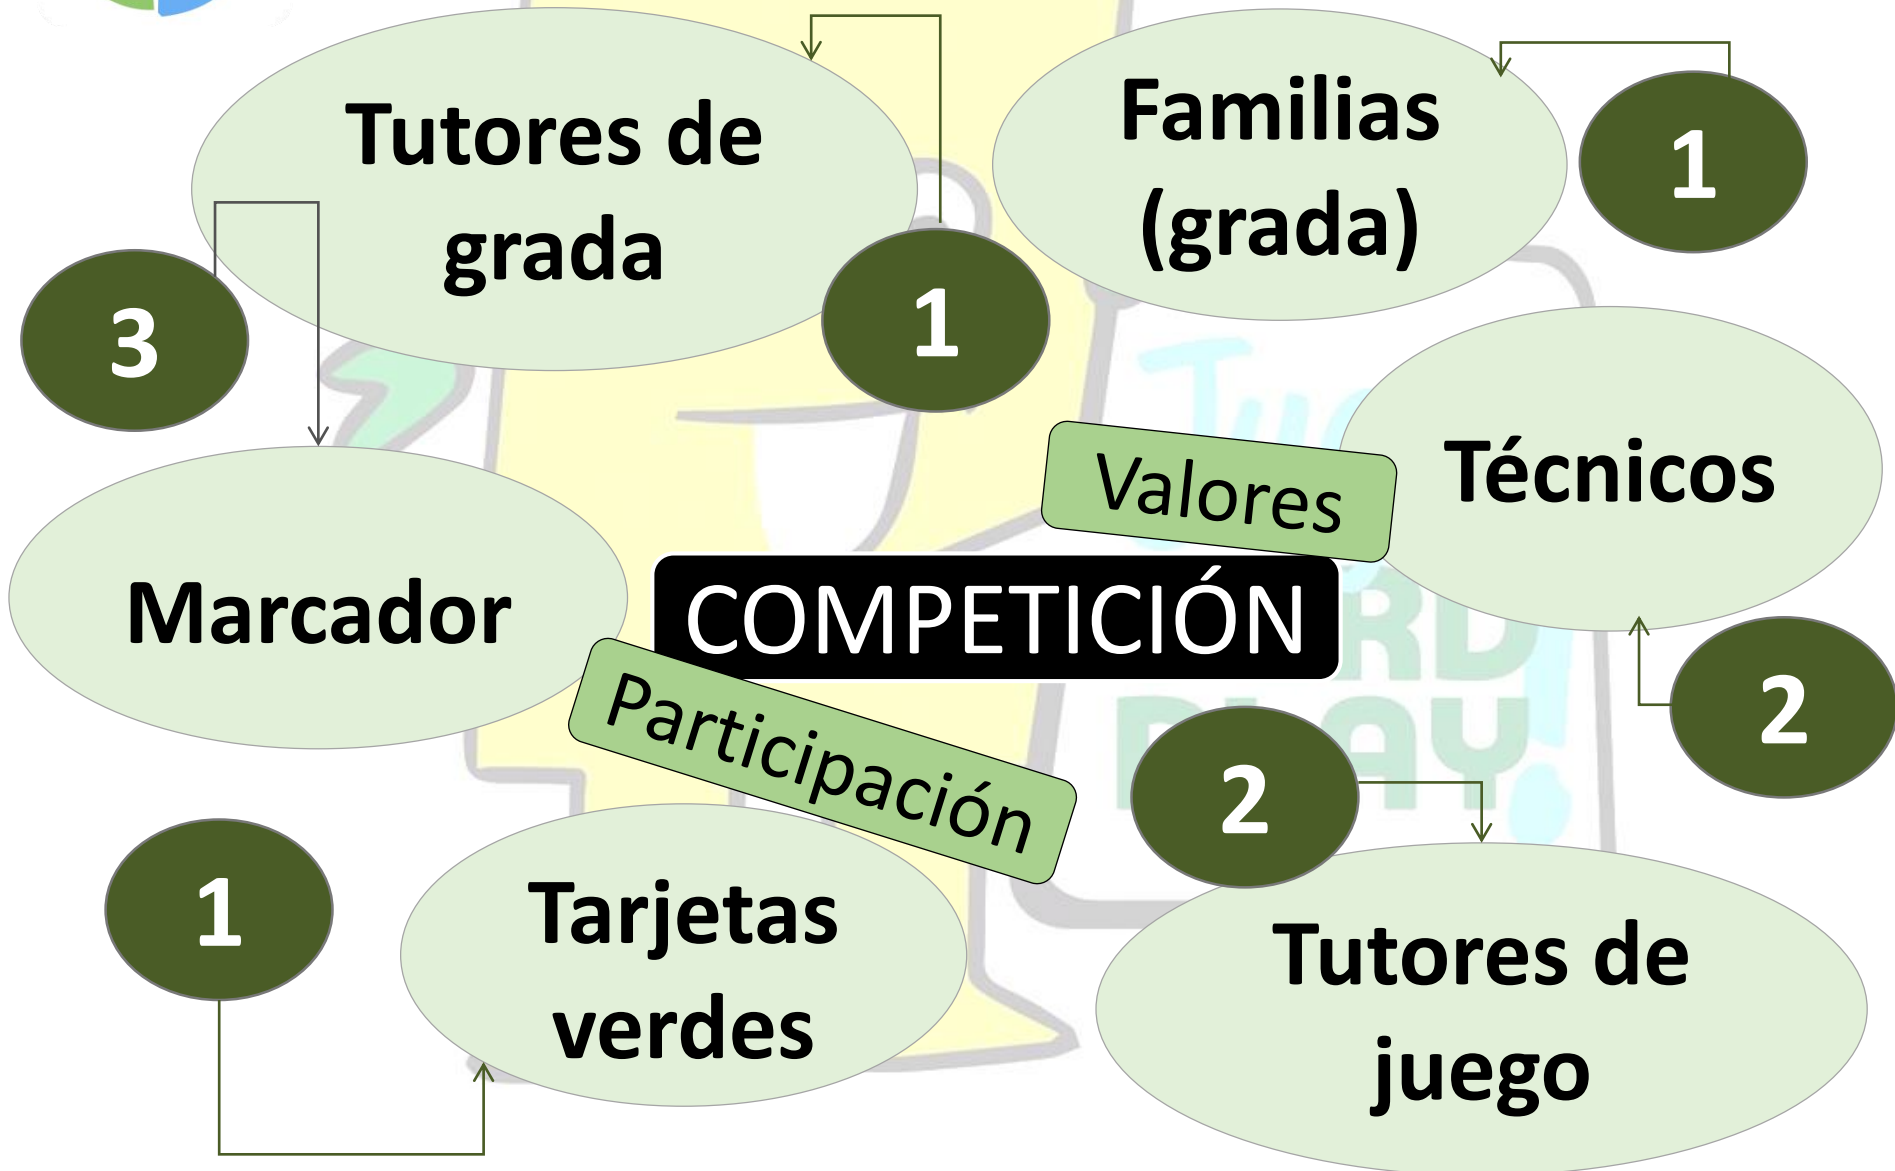 Tutores de
grada
1
Familias
(grada)
1
3
Marcador
Valores
Técnicos
2
COMPETICIÓN
Participación
1
Tarjetas
verdes
2
Tutores de
juego
PLAY!